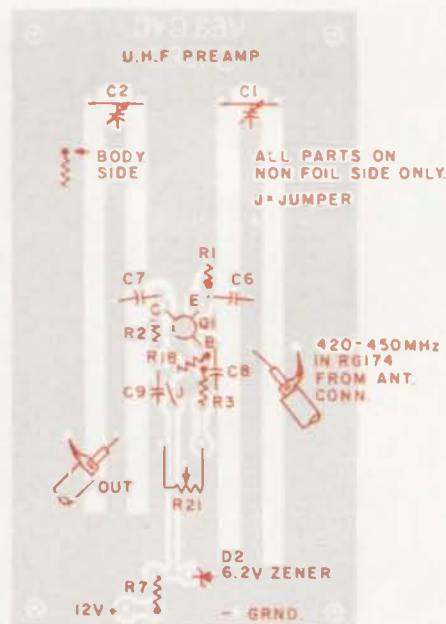 U.H.F PREAMP
C2
C1
BODY
SIDE
ALL PARTS ON
NON FOIL SIDE ONLY.
J=JUMPER
R1
C7
E
C6
C
Q1
R2
B
R18
C8
C9
J
R3
420-450MHz
IN RG174
FROM ANT.
CONN.
OUT
R21
D2
6.2V ZENER
R7
12V+
- GRND.